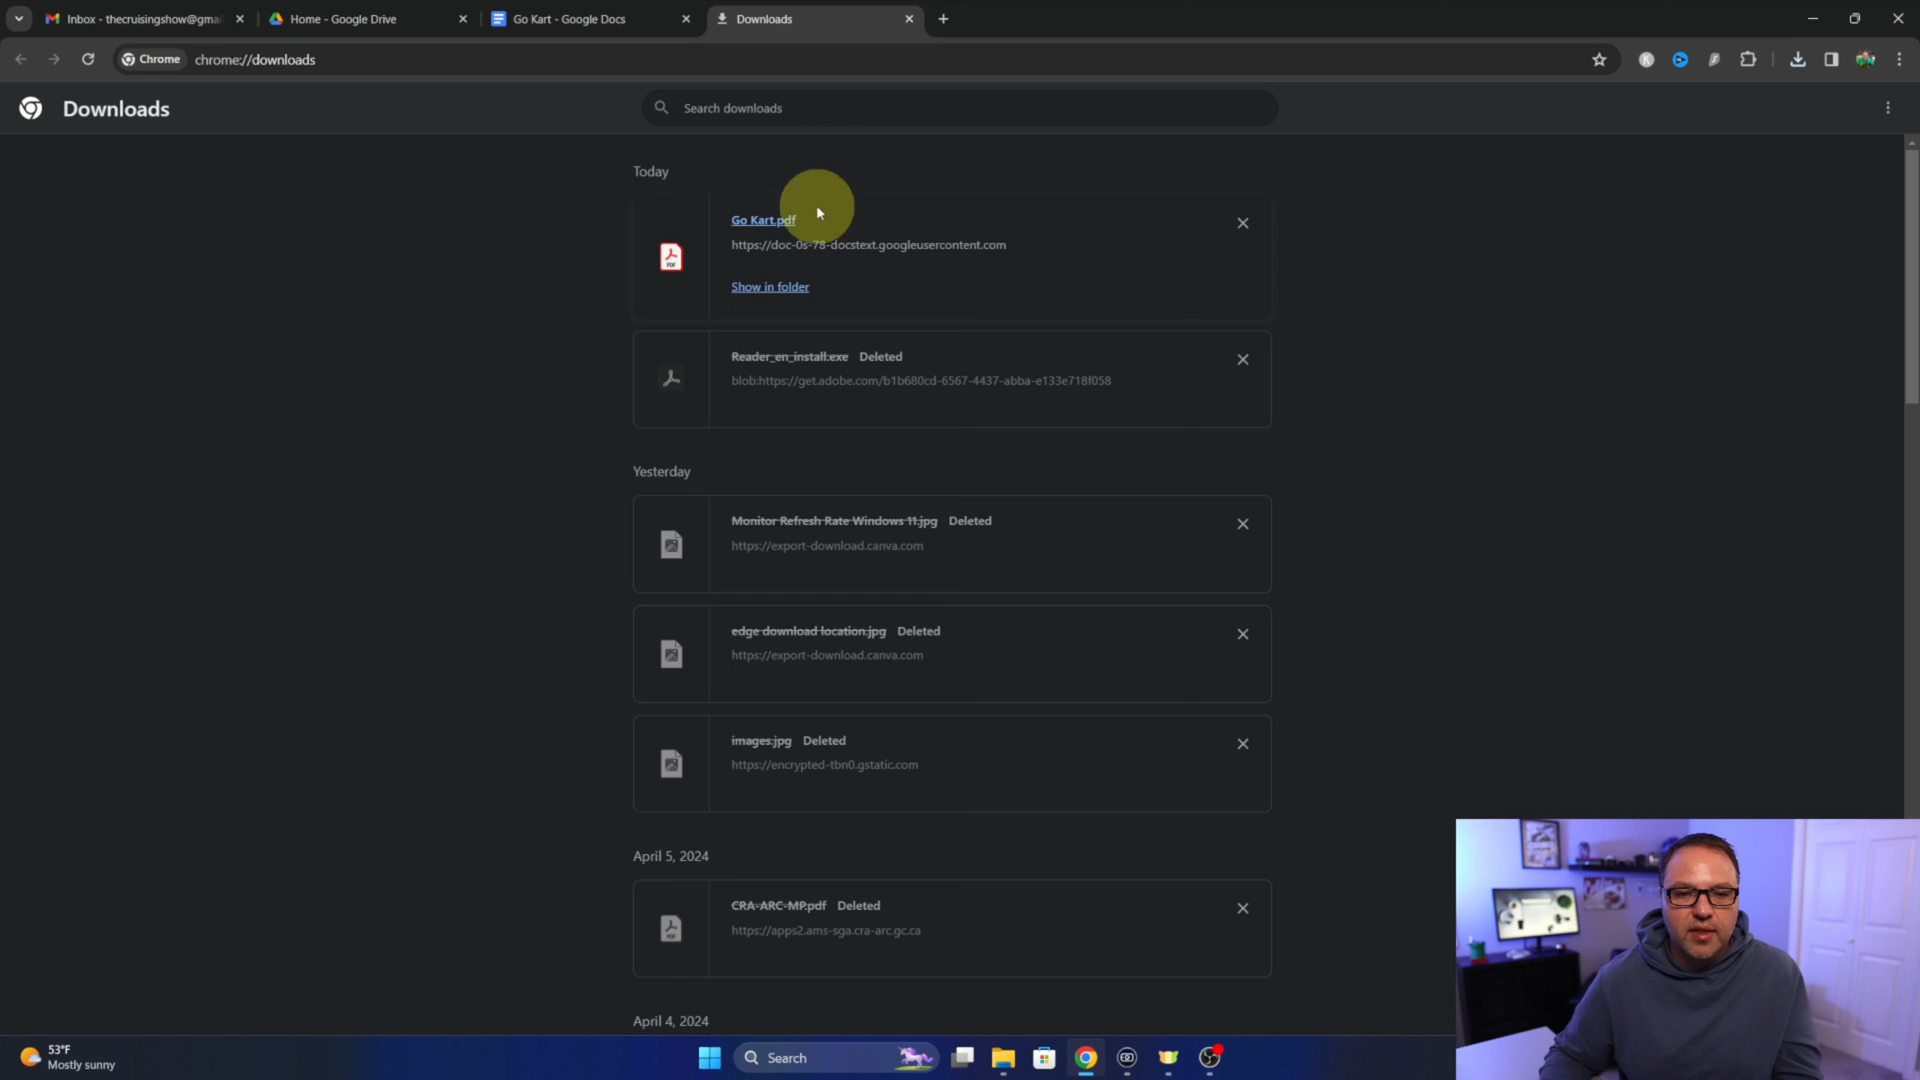 Inbox - thecruisingshow@gmai
Home - Google Drive
Go Kart - Google Docs
Downloads
Chrome
chrome://downloads
Downloads
Search downloads
Today
Go Kart.pdf
https://doc-0s-78-docstext.googleusercontent.com
Show in folder
PDF
Reader_en_install.exe Deleted
blob:https://get.adobe.com/b1b680cd-6567-4437-abba-e133e718f058
Yesterday
Monitor Refresh Rate Windows 11.jpg Deleted
https://export-download.canva.com
edge download location.jpg Deleted
https://export-download.canva.com
images.jpg Deleted
https://encrypted-tbn0.gstatic.com
April 5, 2024
CRA-ARC-MP.pdf Deleted
https://apps2.ams-sga.cra-arc.gc.ca
PDF
April 4, 2024
53°F
Mostly sunny
Search